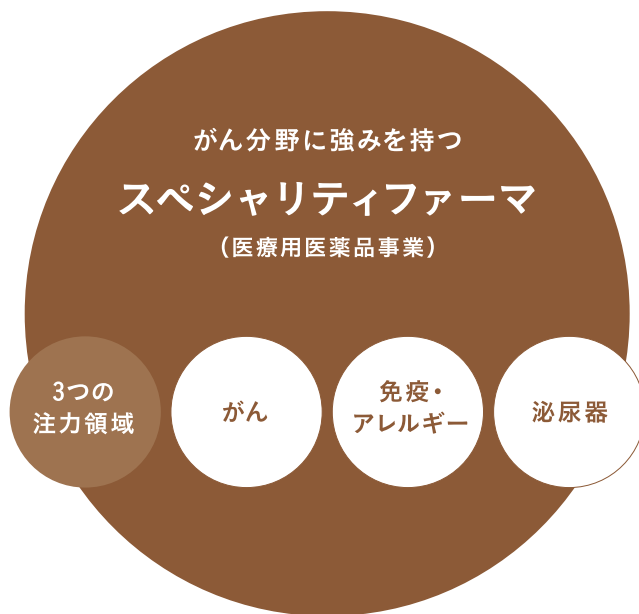 がん分野に強みを持つ
スペシャリティファーマ
（医療用医薬品事業）
3つの
注力領域
がん
免疫・
アレルギー
泌尿器